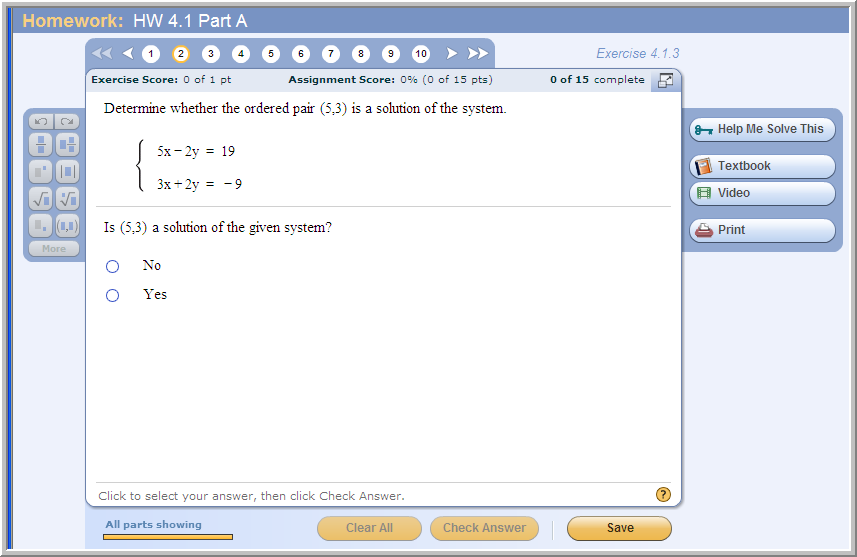 Homework: HW 4.1 Part A
1 2 3 4 5 6 7 8 9 10
Exercise 4.1.3
Exercise Score: 0 of 1 pt Assignment Score: 0% (0 of 15 pts) 0 of 15 complete
Determine whether the ordered pair (5,3) is a solution of the system.
5x − 2y = 19
3x + 2y = − 9
Is (5,3) a solution of the given system?
No
Yes
More
Help Me Solve This
Textbook
Video
Print
Click to select your answer, then click Check Answer.
?
All parts showing
Clear All
Check Answer
Save